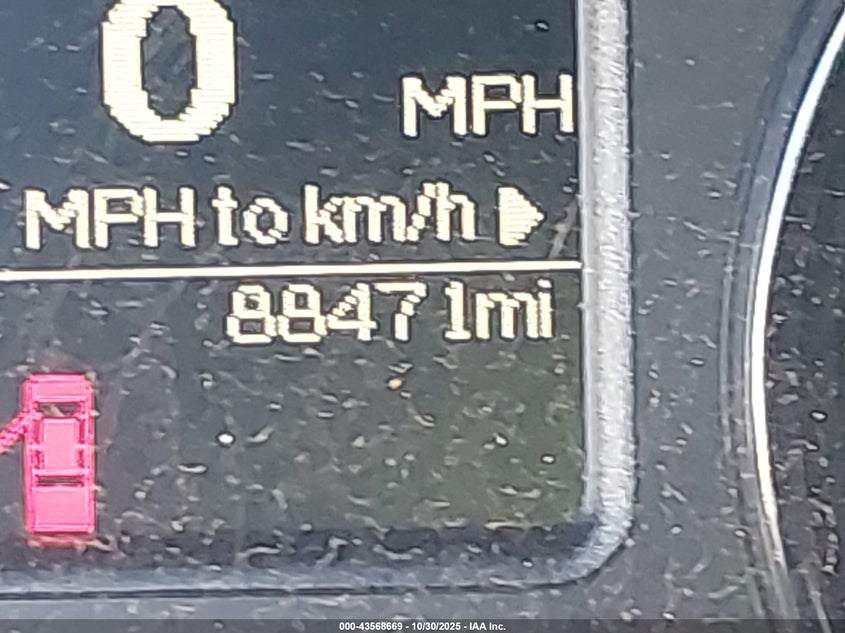 0
MPH
MPH to km/h
88471mi
000-43568669 - 10/30/2025 - IAA Inc.